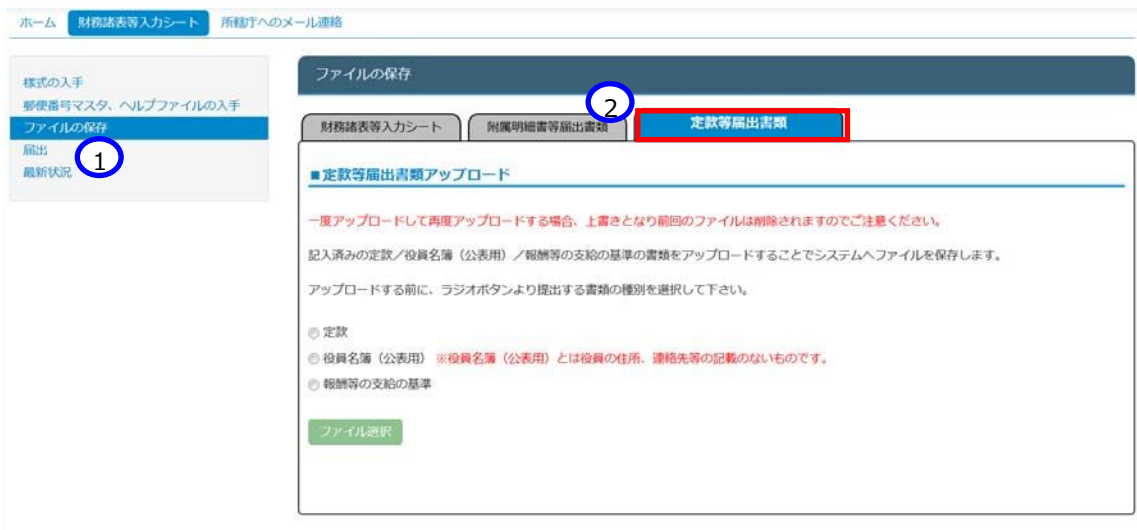 ホーム 財務諸表等入力シート 所轄庁へのメール連絡
様式の入手
郵便番号マスタ、ヘルプファイルの入手
ファイルの保存
届出
最新状況
1
ファイルの保存
2
財務諸表等入力シート 附属明細書等届出書類 定款等届出書類
■定款等届出書類アップロード
一度アップロードして再度アップロードする場合、上書きとなり前回のファイルは削除されますのでご注意ください。
記入済みの定款／役員名簿（公表用）／報酬等の支給の基準の書類をアップロードすることでシステムへファイルを保存します。
アップロードする前に、ラジオボタンより提出する書類の種別を選択して下さい。
定款
役員名簿（公表用） ※役員名簿（公表用）とは役員の住所、連絡先等の記載のないものです。
報酬等の支給の基準
ファイル選択